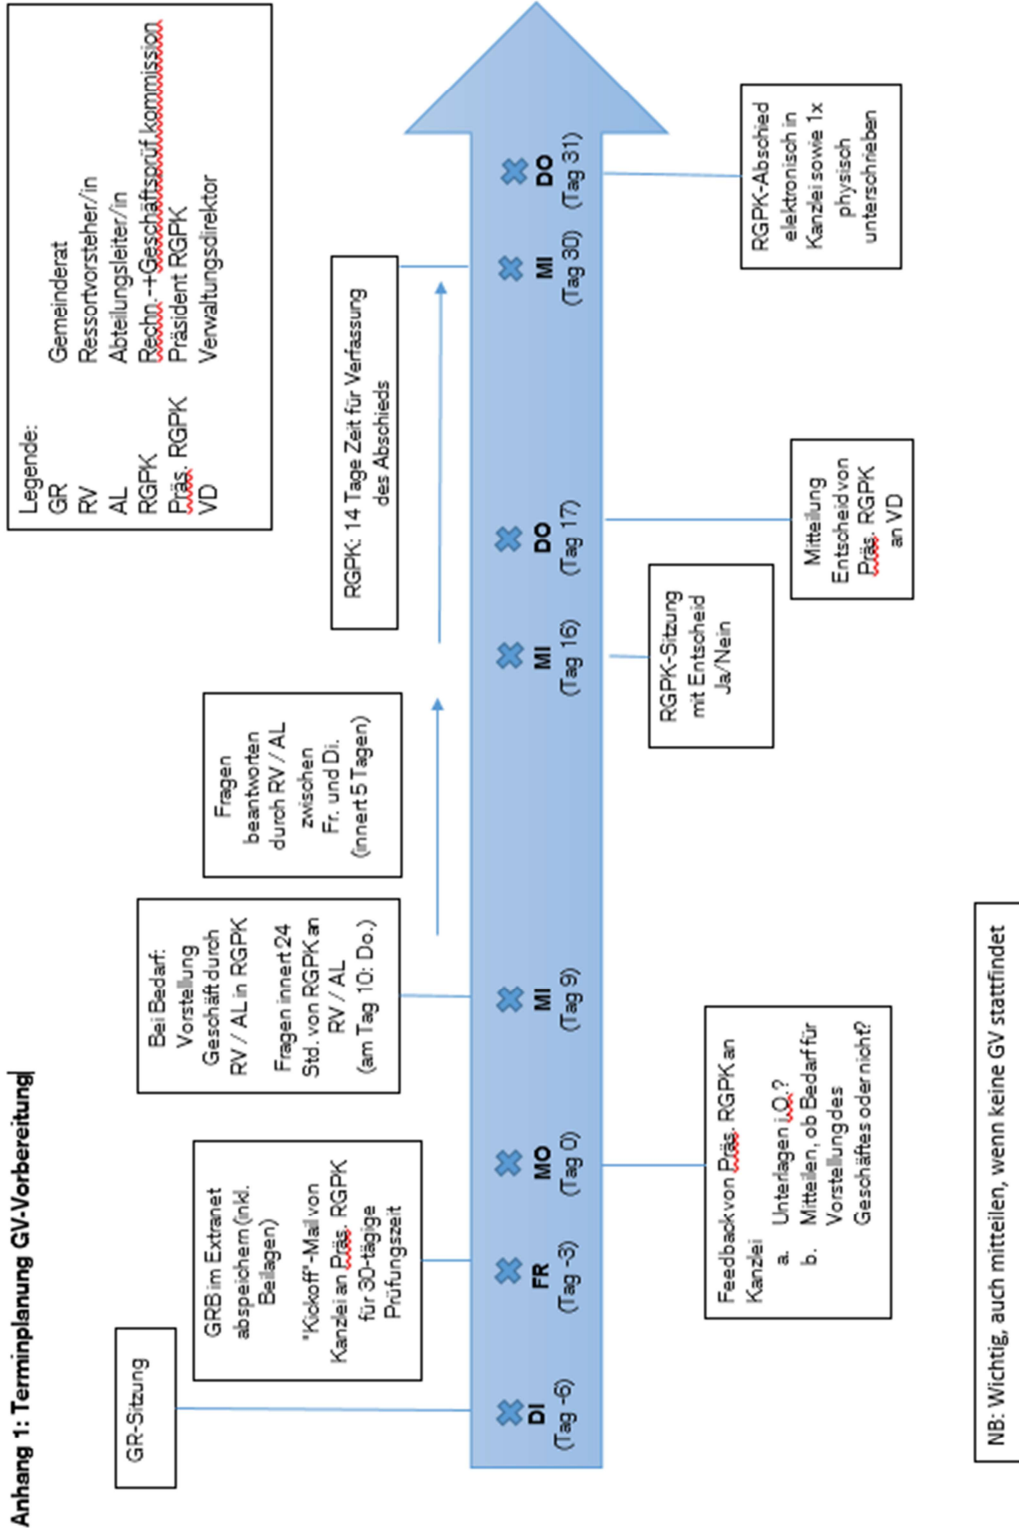 Anhang 1: Terminplanung GV-Vorbereitung
Legende:
GR Gemeinderat
RV Ressortvorsteher/in
AL Abteilungsleiter/in
RGPK Rechn.-+Geschäftsprüf.kommission
Präs. RGPK Präsident RGPK
VD Verwaltungsdirektor
GR-Sitzung
GRB im Extranet
abspeichern (inkl.
Beilagen)
"Kickoff"-Mail von
Kanzlei an Präs. RGPK
für 30-tägige
Prüfungszeit
Bei Bedarf:
Vorstellung
Geschäft durch
RV / AL in RGPK
Fragen innert 24
Std. von RGPK an
RV / AL
(am Tag 10: Do.)
Fragen
beantworten
durch RV / AL
zwischen
Fr. und Di.
(innert 5 Tagen)
RGPK: 14 Tage Zeit für Verfassung
des Abschieds
DI
(Tag -6)
FR
(Tag -3)
MO
(Tag 0)
MI
(Tag 9)
MI
(Tag 16)
DO
(Tag 17)
MI
(Tag 30)
DO
(Tag 31)
Feedback von Präs. RGPK an
Kanzlei
a. Unterlagen i.O.?
b. Mitteilen, ob Bedarf für
Vorstellung des
Geschäftes oder nicht?
RGPK-Sitzung
mit Entscheid
Ja/Nein
Mitteilung
Entscheid von
Präs. RGPK
an VD
RGPK-Abschied
elektronisch in
Kanzlei sowie 1x
physisch
unterschrieben
NB: Wichtig, auch mitteilen, wenn keine GV stattfindet